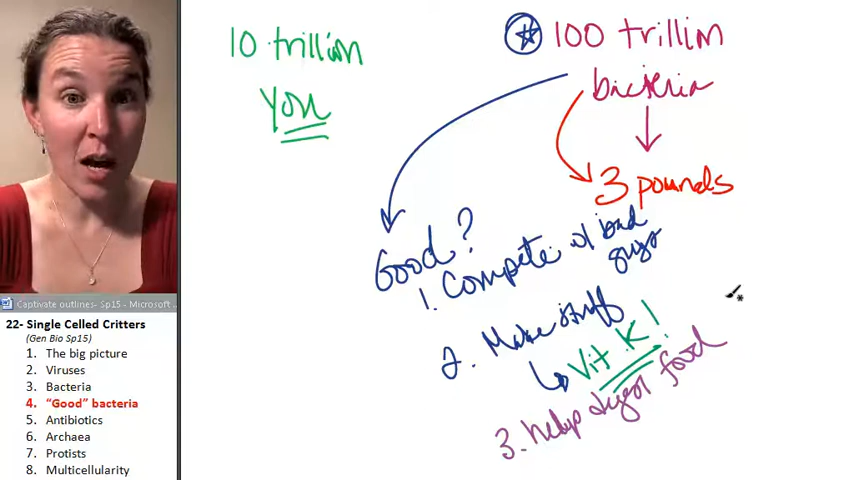 10 trillion
you
100 trillion
bacteria
3 pounds
Good?
1. Compete w/ bad
guys
2. Make stuff
Vit K!
3. helps digest food
Captivate outlines- Sp15 - Microsoft ...
22- Single Celled Critters
(Gen Bio Sp15)
1. The big picture
2. Viruses
3. Bacteria
4. “Good” bacteria
5. Antibiotics
6. Archaea
7. Protists
8. Multicellularity